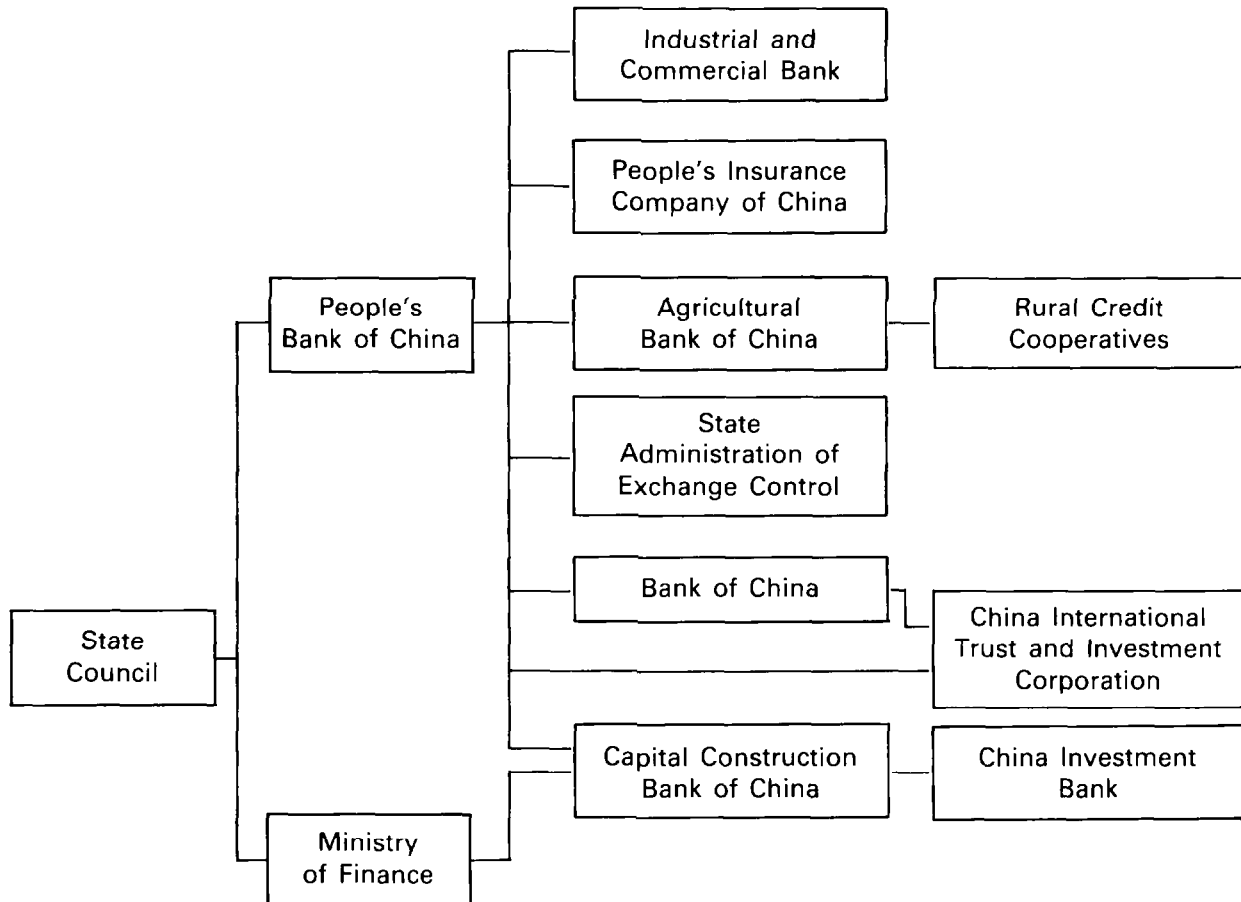 Industrial and
Commercial Bank
People's Insurance
Company of China
People's
Bank of China
Agricultural
Bank of China
Rural Credit
Cooperatives
State
Administration of
Exchange Control
Bank of China
China International
Trust and Investment
Corporation
State
Council
Capital Construction
Bank of China
China Investment
Bank
Ministry
of Finance